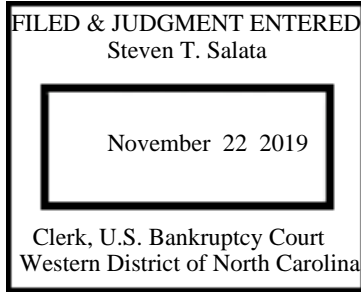 FILED & JUDGMENT ENTERED
Steven T. Salata
November 22 2019
Clerk, U.S. Bankruptcy Court
Western District of North Carolina